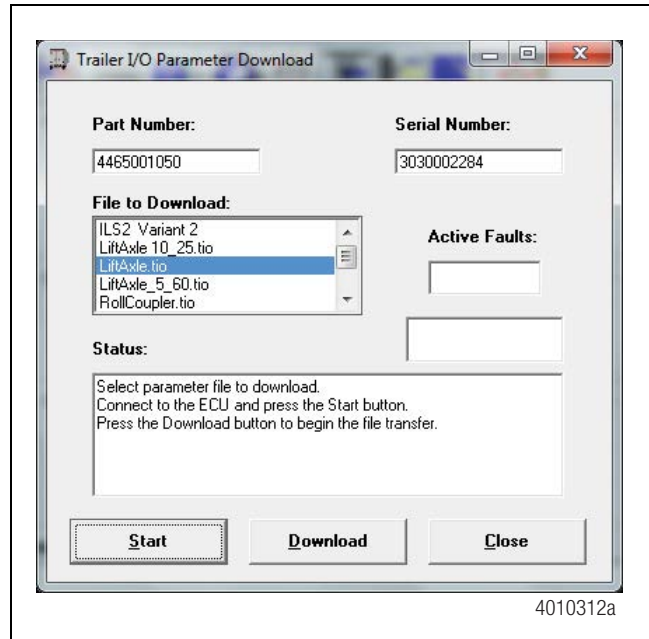 Trailer I/O Parameter Download
Part Number:
Serial Number:
4465001050
3030002284
File to Download:
ILS2 Variant 2
LiftAxle 10_25.tio
LiftAxle.tio
LiftAxle_5_60.tio
RollCoupler.tio
Active Faults:
Status:
Select parameter file to download.
Connect to the ECU and press the Start button.
Press the Download button to begin the file transfer.
Start
Download
Close
4010312a